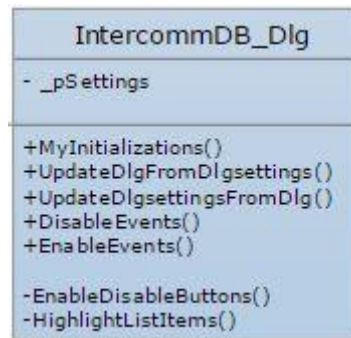 IntercommDB_Dlg
- _pSettings
+MyInitializations()
+UpdateDlgFromDlgsettings()
+UpdateDlgsettingsFromDlg()
+DisableEvents()
+EnableEvents()
-EnableDisableButtons()
-HighlightListItems()